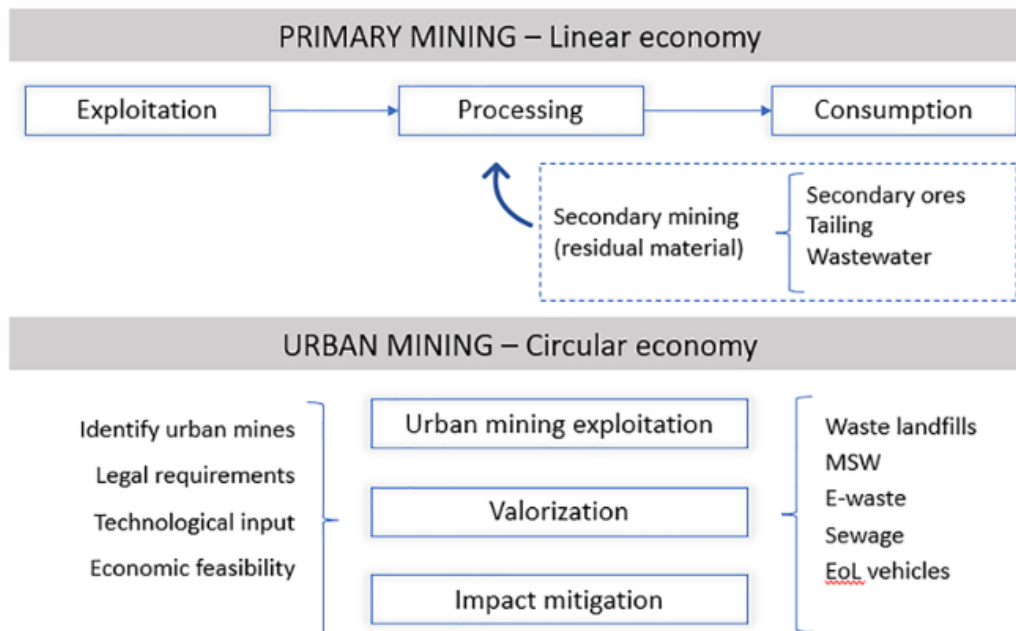 PRIMARY MINING – Linear economy
Exploitation
Processing
Consumption
Secondary mining
(residual material)
Secondary ores
Tailing
Wastewater
URBAN MINING – Circular economy
Identify urban mines
Legal requirements
Technological input
Economic feasibility
Urban mining exploitation
Valorization
Impact mitigation
Waste landfills
MSW
E-waste
Sewage
EoL vehicles